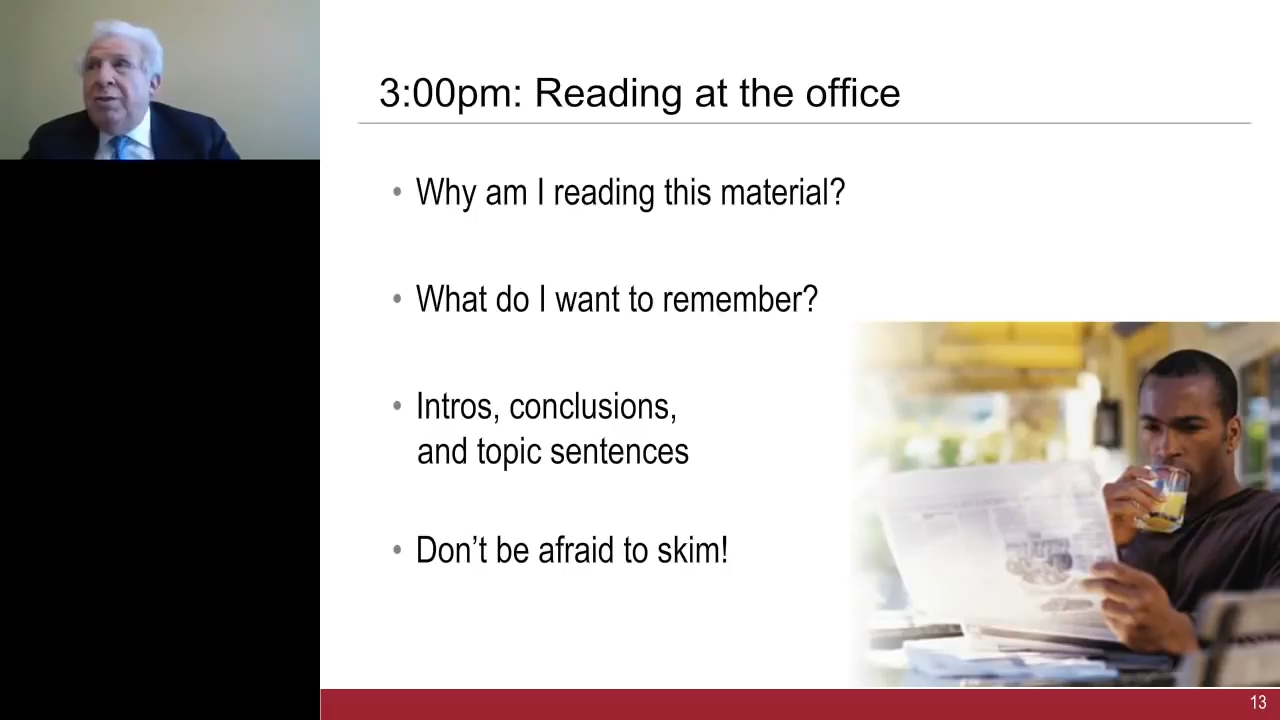 3:00pm: Reading at the office
• Why am I reading this material?
• What do I want to remember?
• Intros, conclusions,
and topic sentences
• Don’t be afraid to skim!
13